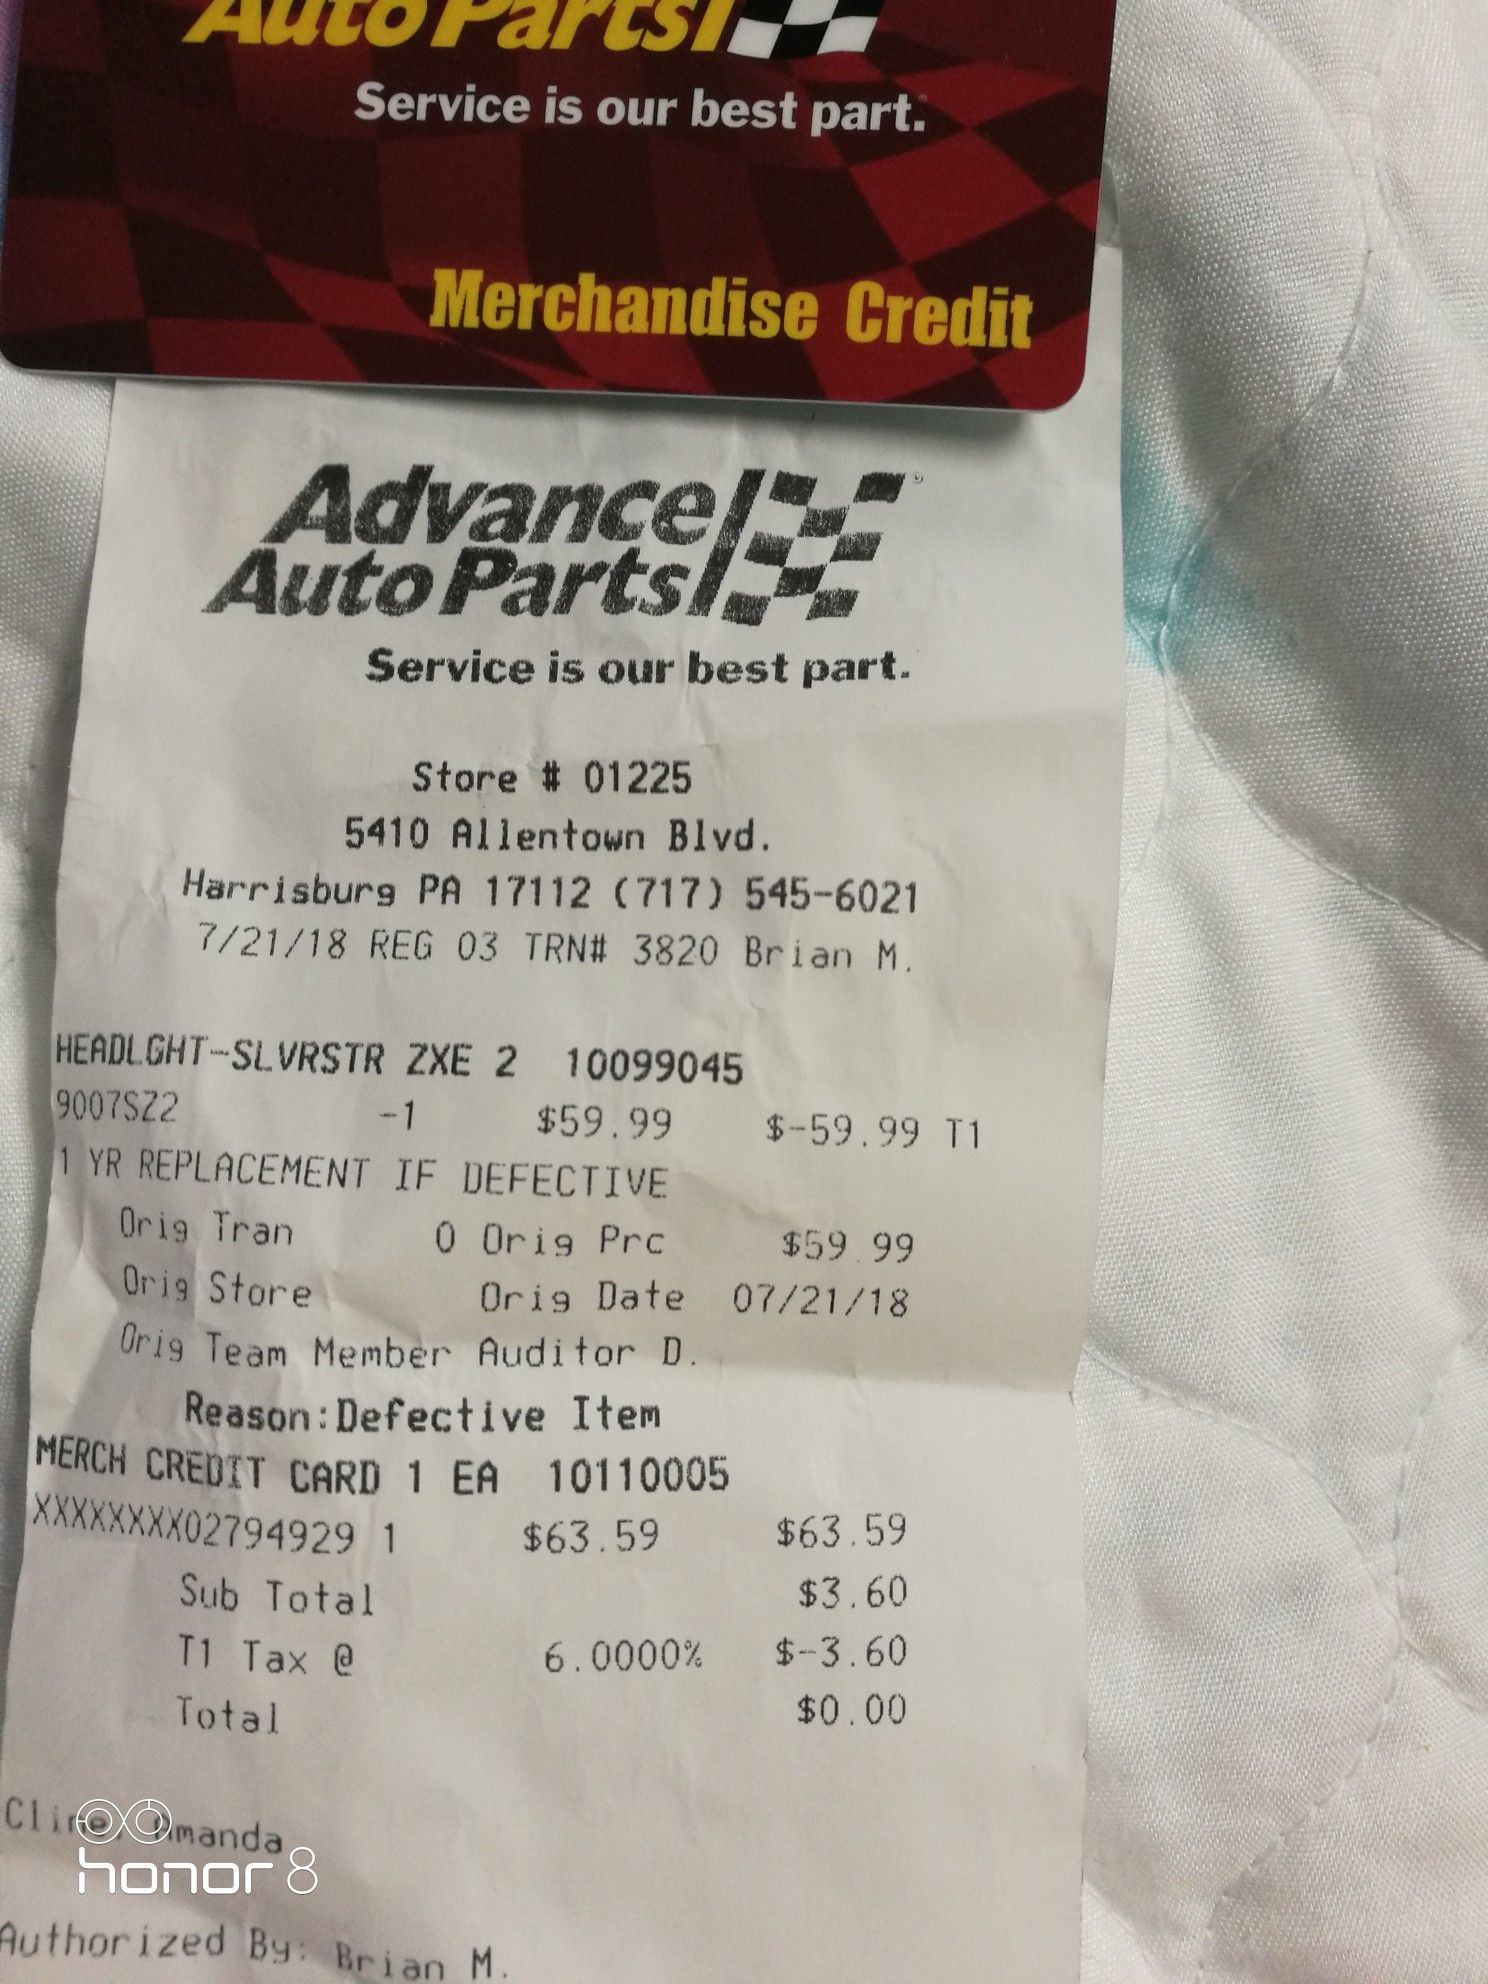 Auto Parts
Service is our best part.
Merchandise Credit
Advance
Auto Parts
Service is our best part.
Store # 01225
5410 Allentown Blvd.
Harrisburg PA 17112 (717) 545-6021
7/21/18 REG 03 TRN# 3820 Brian M.
HEADLGHT-SLVRSTR ZXE 2 10099045
9007SZ2 -1 $59.99 $-59.99 T1
1 YR REPLACEMENT IF DEFECTIVE
Orig Tran 0 Orig Prc $59.99
Orig Store Orig Date 07/21/18
Orig Team Member Auditor D.
Reason:Defective Item
MERCH CREDIT CARD 1 EA 10110005
XXXXXXXX02794929 1 $63.59 $63.59
Sub Total $3.60
T1 Tax @ 6.0000% $-3.60
Total $0.00
Cline, Amanda
honor 8
Authorized By: Brian M.